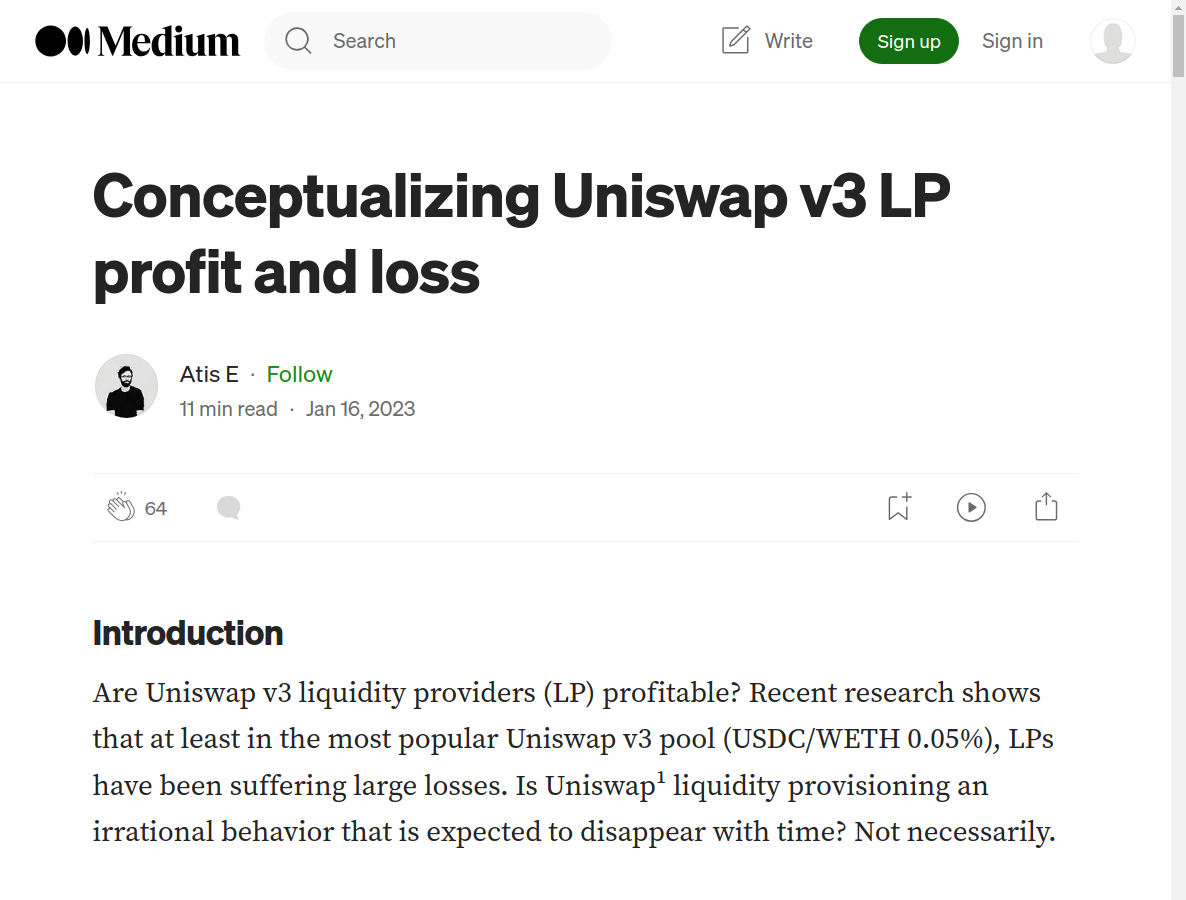 Medium
Search
Write
Sign up
Sign in
Conceptualizing Uniswap v3 LP
profit and loss
Atis E · Follow
11 min read · Jan 16, 2023
64
Introduction
Are Uniswap v3 liquidity providers (LP) profitable? Recent research shows
that at least in the most popular Uniswap v3 pool (USDC/WETH 0.05%), LPs
have been suffering large losses. Is Uniswap¹ liquidity provisioning an
irrational behavior that is expected to disappear with time? Not necessarily.